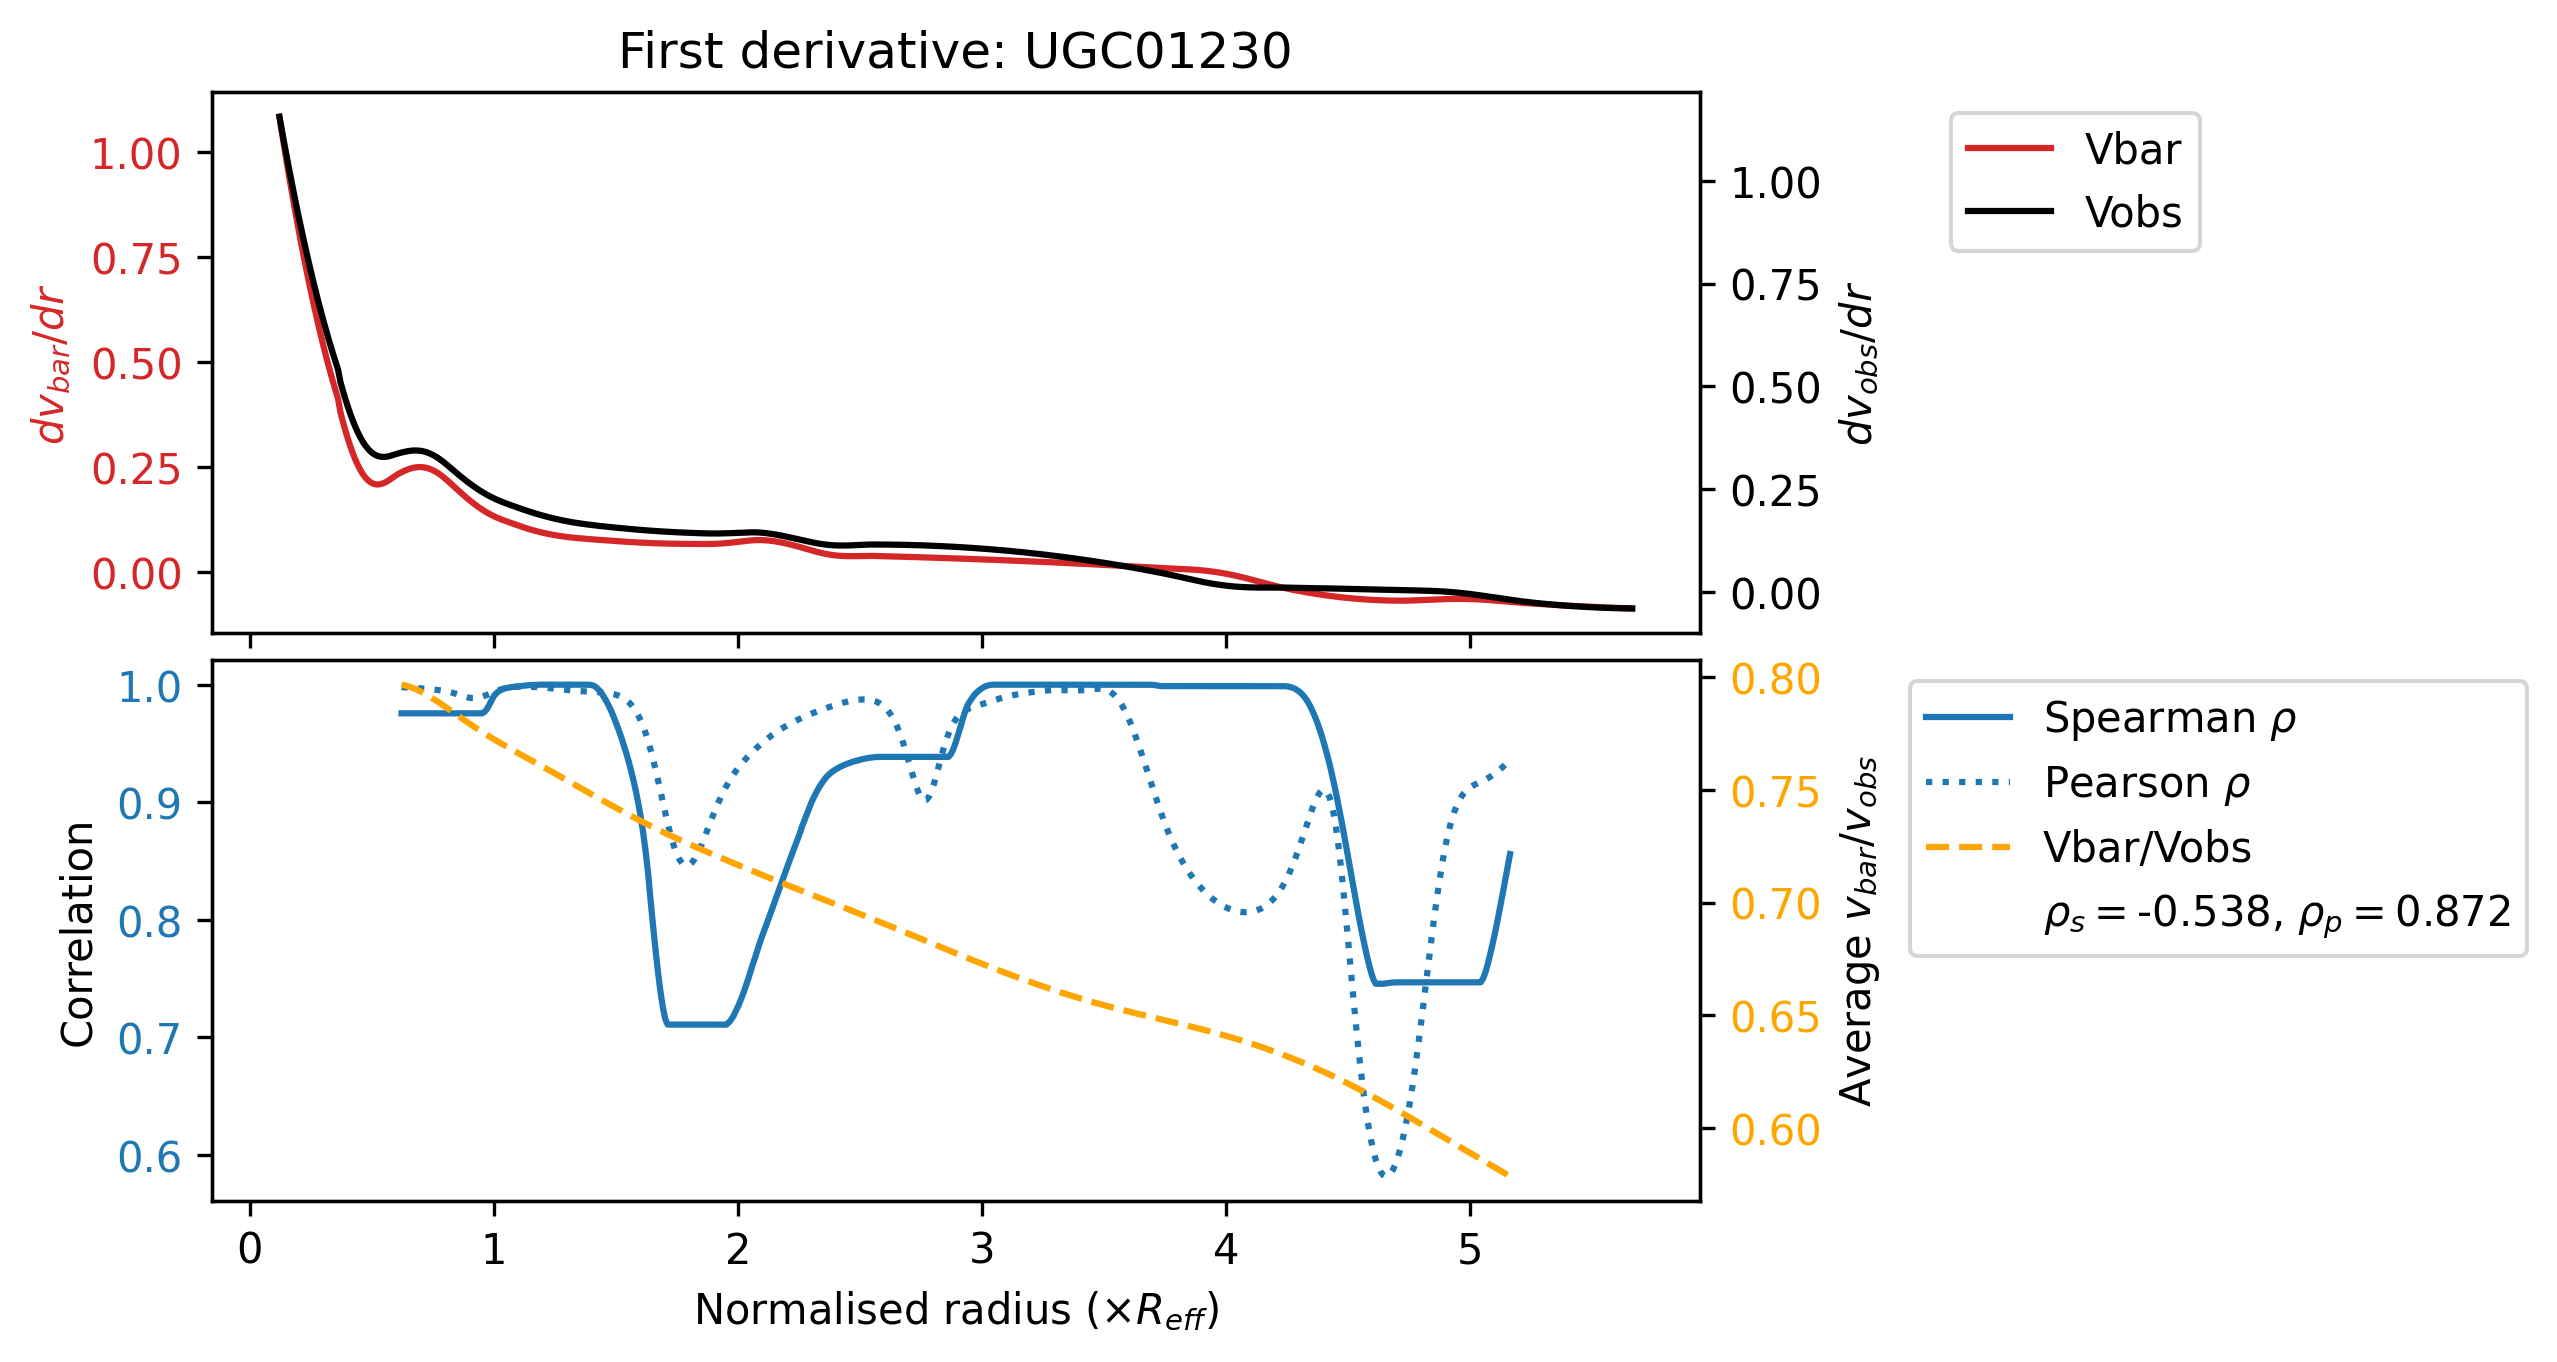 First derivative: UGC01230
1.00
0.75
0.50
0.25
0.00
dv_bar/dr
1.00
0.75
0.50
0.25
0.00
dv_obs/dr
Vbar
Vobs
1.0
0.9
0.8
0.7
0.6
Correlation
0.80
0.75
0.70
0.65
0.60
Average v_bar/v_obs
Spearman ρ
Pearson ρ
Vbar/Vobs
ρ_s = -0.538, ρ_p = 0.872
0 1 2 3 4 5
Normalised radius (×R_eff)